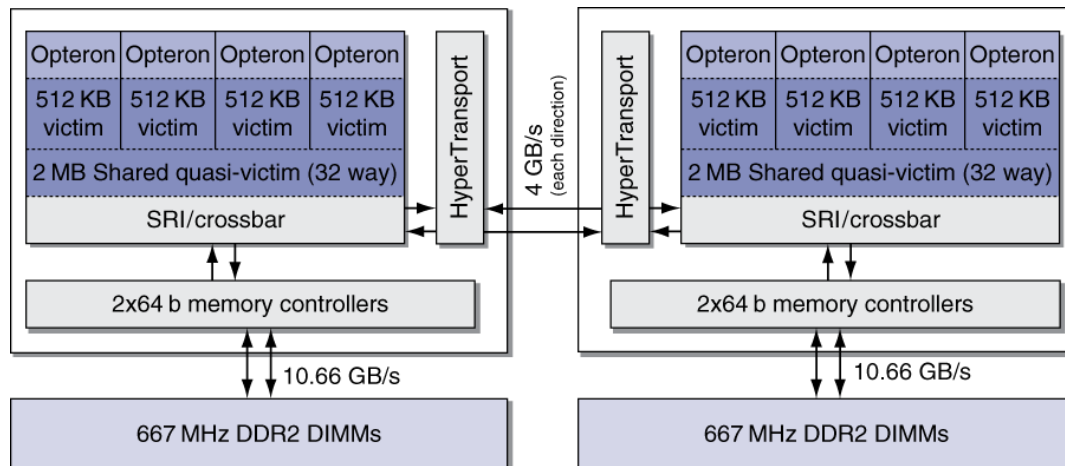 Opteron Opteron Opteron Opteron
512 KB 512 KB 512 KB 512 KB
victim victim victim victim
2 MB Shared quasi-victim (32 way)
SRI/crossbar
HyperTransport
2x64 b memory controllers
10.66 GB/s
667 MHz DDR2 DIMMs
4 GB/s
(each direction)
HyperTransport
Opteron Opteron Opteron Opteron
512 KB 512 KB 512 KB 512 KB
victim victim victim victim
2 MB Shared quasi-victim (32 way)
SRI/crossbar
2x64 b memory controllers
10.66 GB/s
667 MHz DDR2 DIMMs